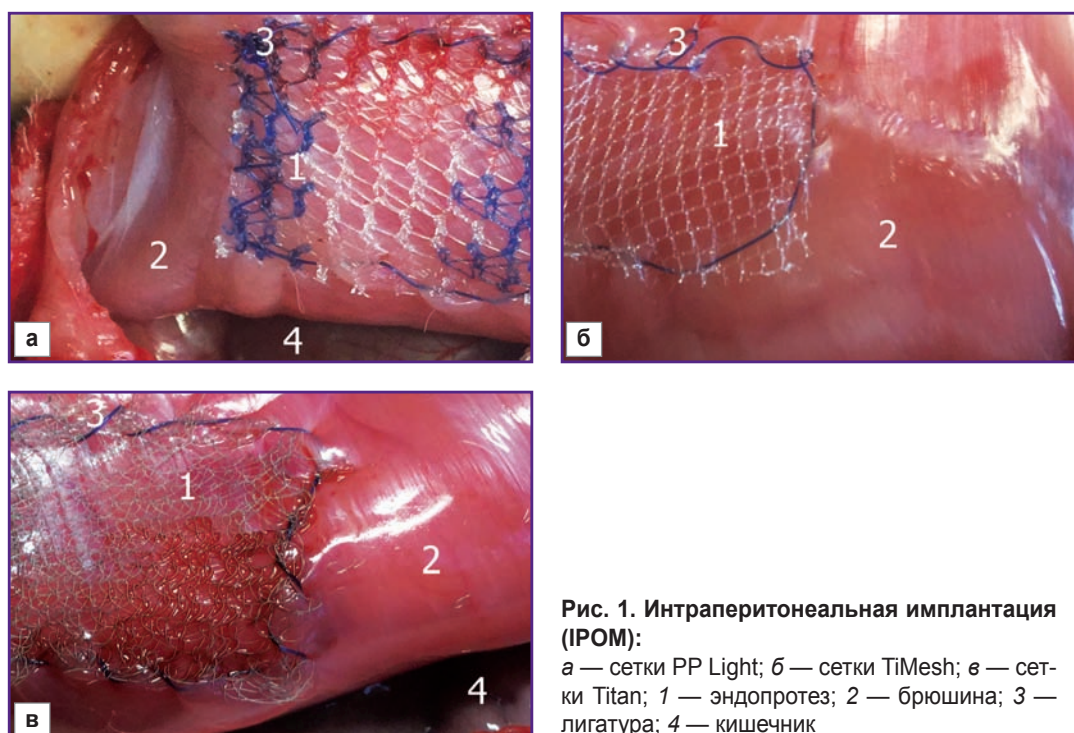 3
1
2
4
а
3
1
2
б
3
1
2
4
в
Рис. 1. Интраперитонеальная имплантация
(IPOM):
а — сетки PP Light; б — сетки TiMesh; в — сет-
ки Titan; 1 — эндопротез; 2 — брюшина; 3 —
лигатура; 4 — кишечник